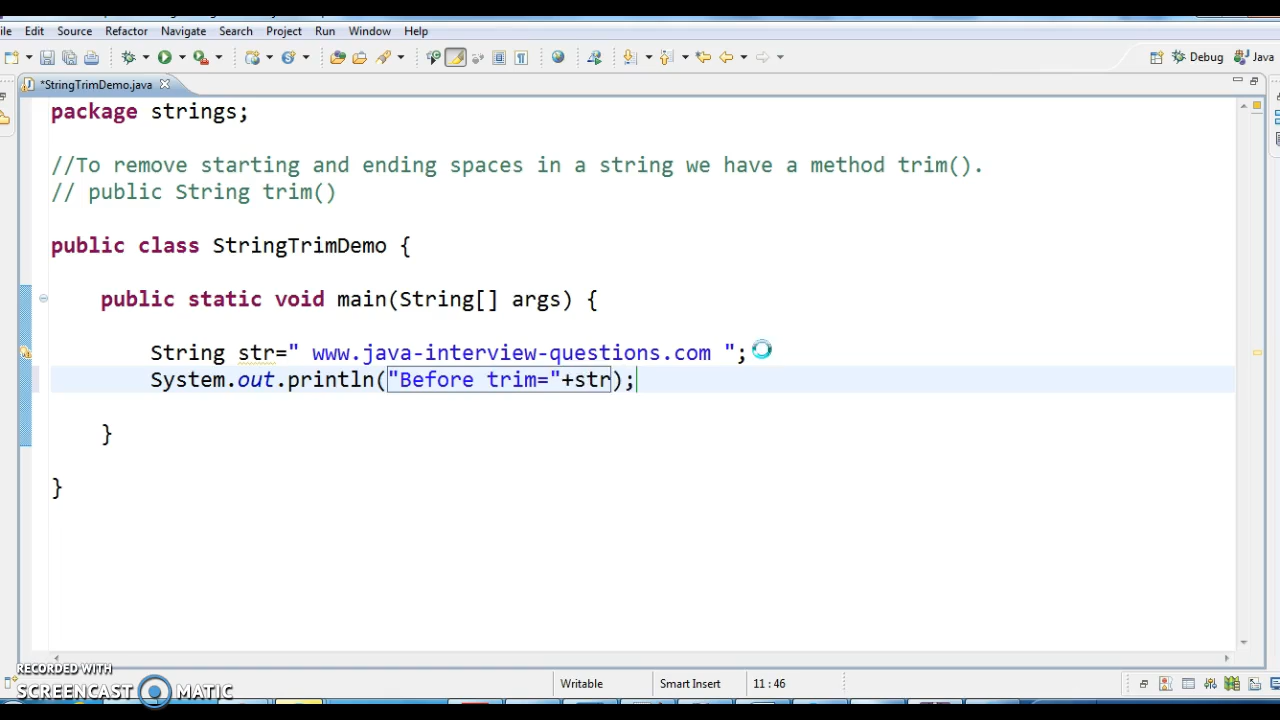 ile Edit Source Refactor Navigate Search Project Run Window Help
Debug Java
*StringTrimDemo.java
package strings;
//To remove starting and ending spaces in a string we have a method trim().
// public String trim()
public class StringTrimDemo {
public static void main(String[] args) {
String str=" www.java-interview-questions.com ";
System.out.println("Before trim="+str);
}
}
RECORDED WITH
SCREENCAST MATIC
Writable Smart Insert 11 : 46